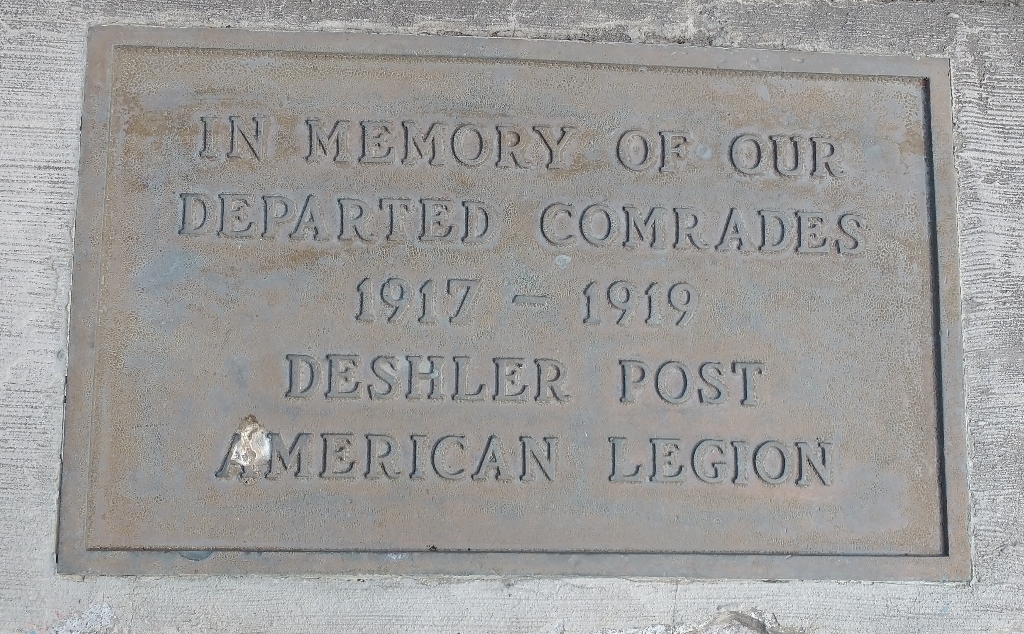 IN MEMORY OF OUR
DEPARTED COMRADES
1917 - 1919
DESHLER POST
AMERICAN LEGION